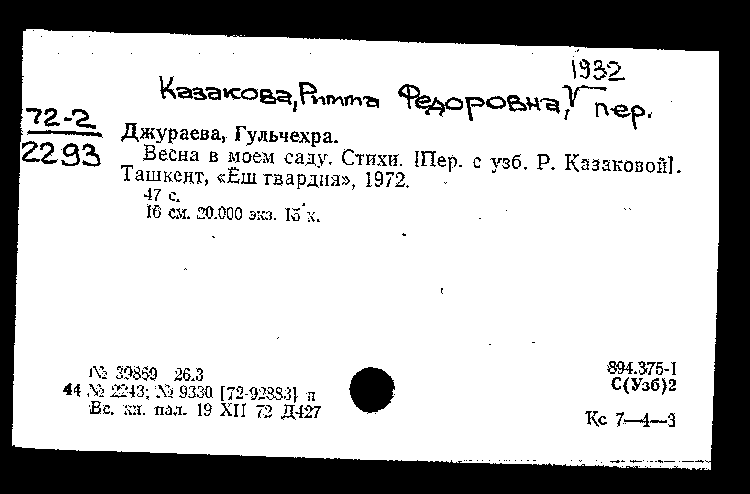 1932
Казакова, Римма Федоровна, пер.
72-2
2293
Джураева, Гульчехра.
Весна в моем саду. Стихи. [Пер. с узб. Р. Казаковой].
Ташкент, «Ёш гвардия», 1972.
47 с.
16 см. 20.000 экз. 15 к.
№ 39869 26.3
894.375-1
44 № 2243; № 9330 [72-92883] п
С(Узб)2
Вс. кн. пал. 19 XII 72 Д427
Кс 7—4—3